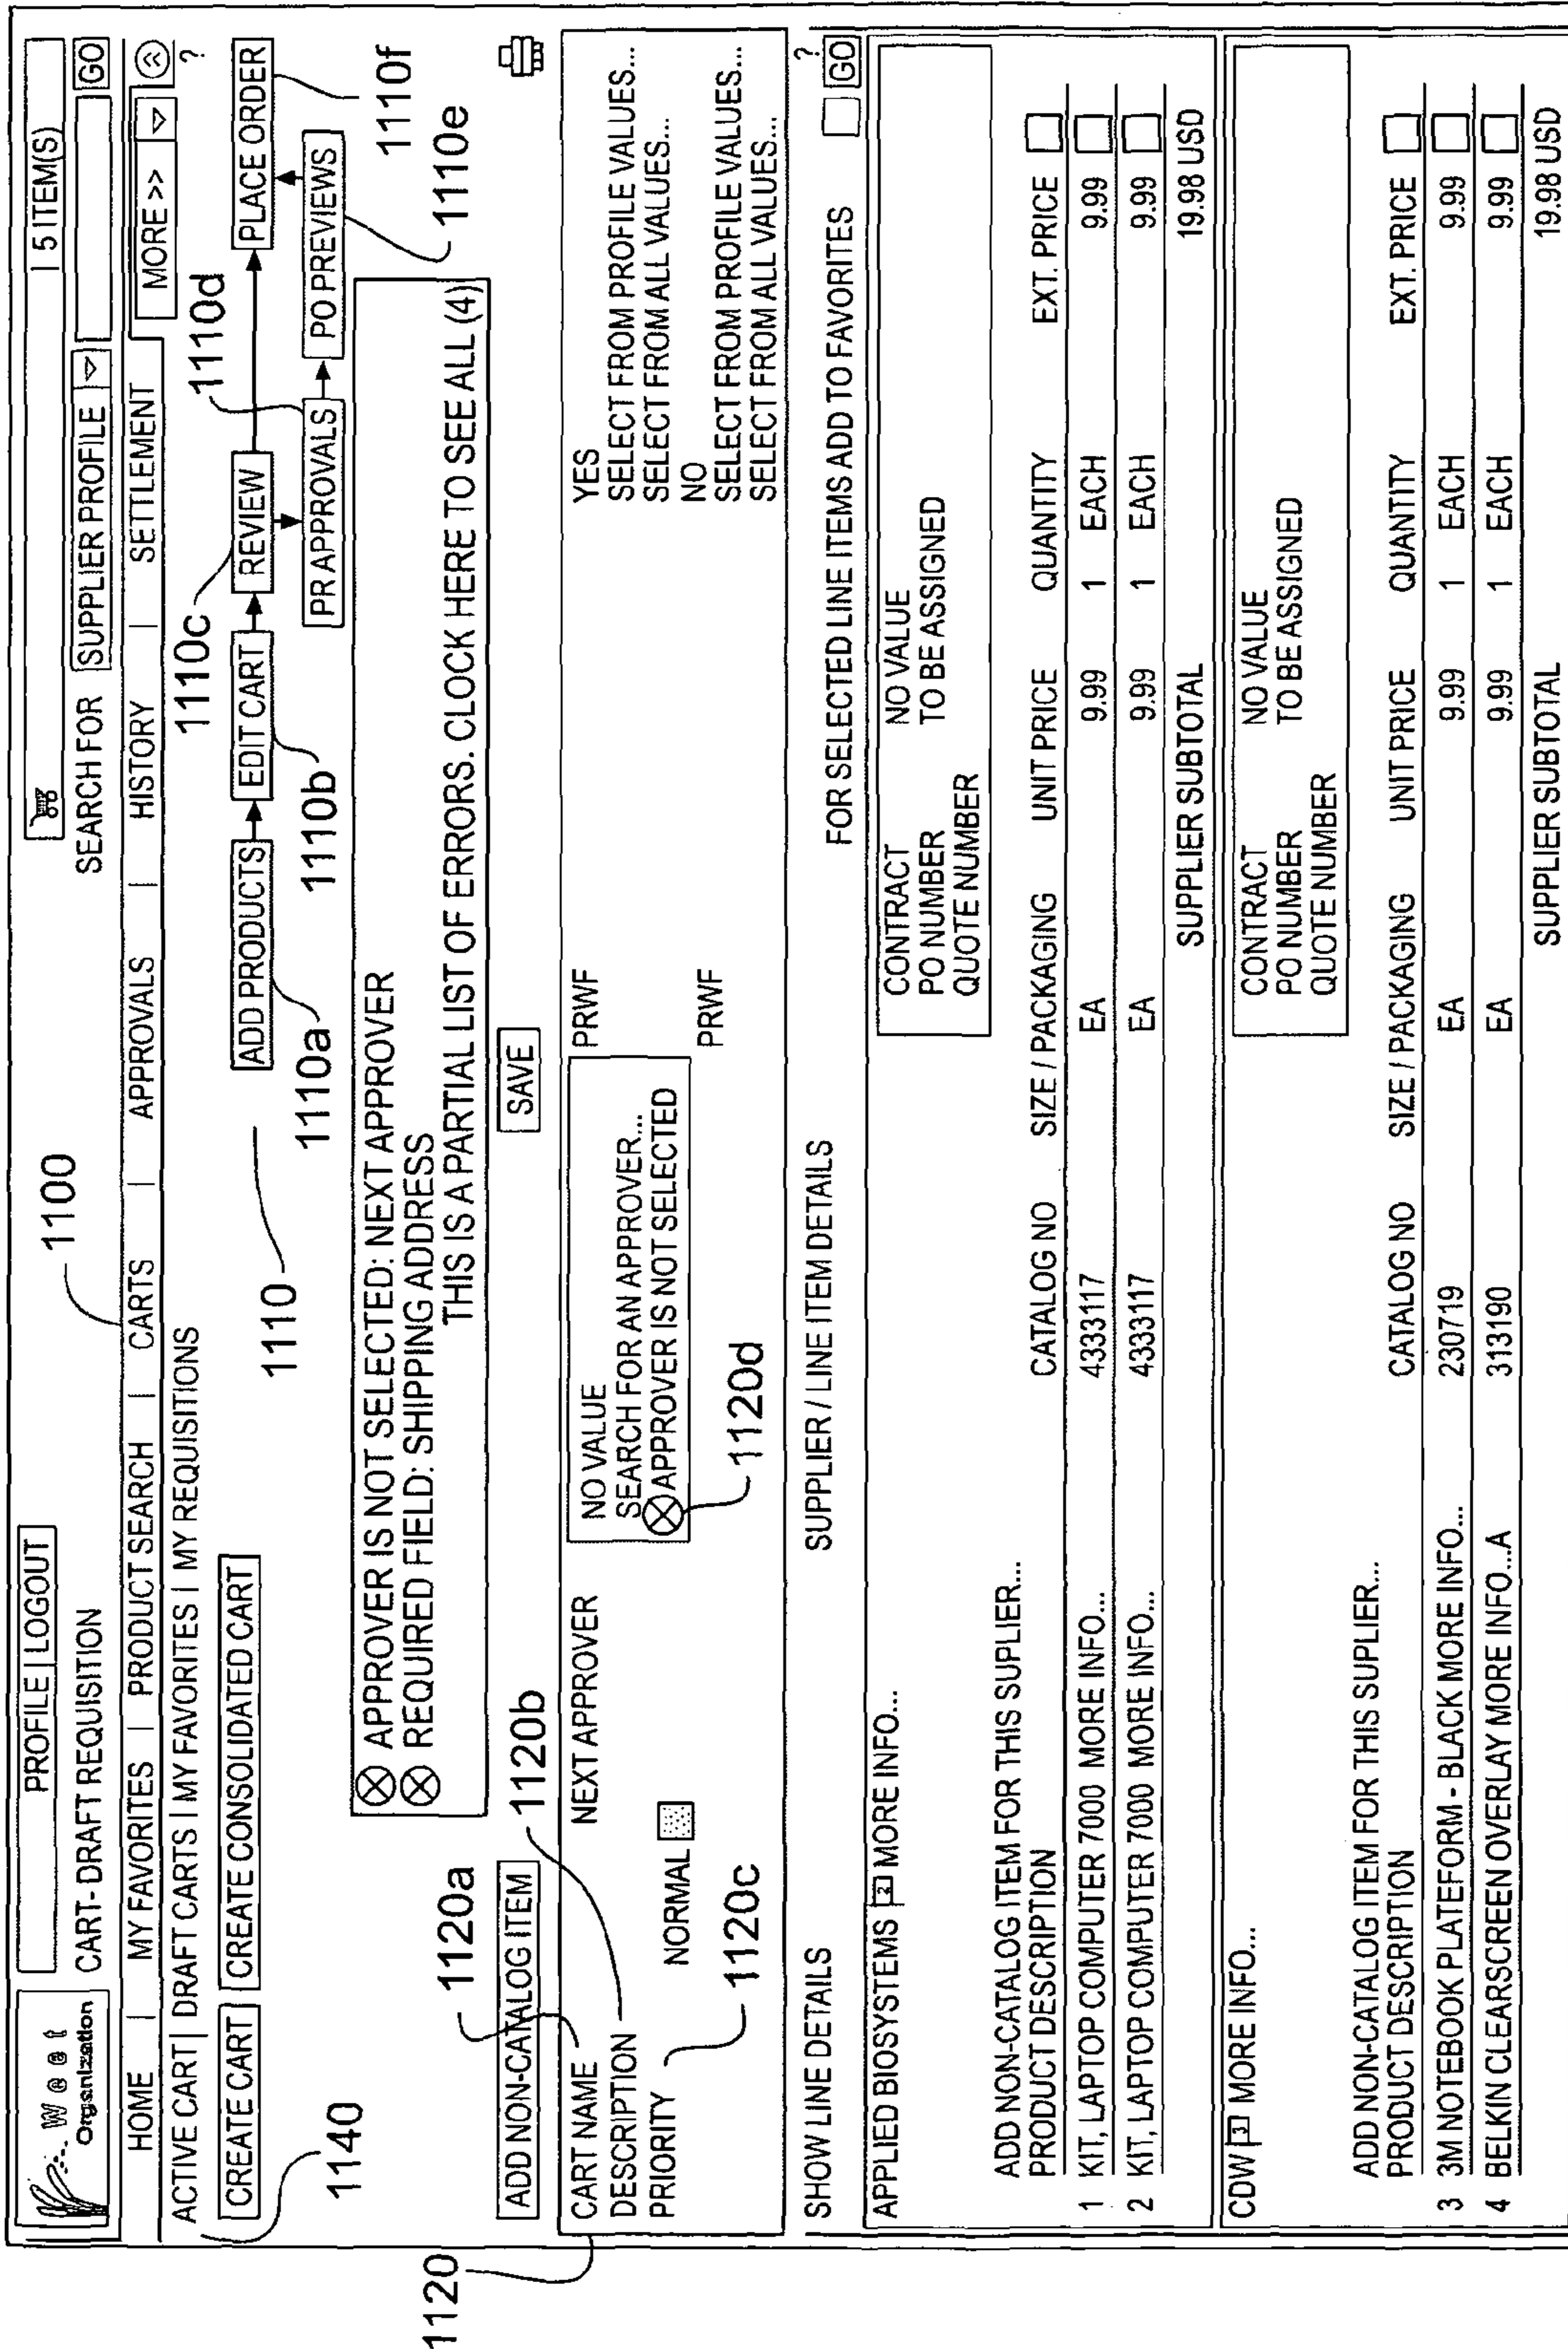 West
Organization
PROFILE | LOGOUT
| 5 ITEM(S)
CART- DRAFT REQUISITION
SEARCH FOR SUPPLIER PROFILE GO
1100
HOME | MY FAVORITES | PRODUCT SEARCH | CARTS | APPROVALS | HISTORY | SETTLEMENT
MORE >>
ACTIVE CART | DRAFT CARTS | MY FAVORITES | MY REQUISITIONS
?
1140
CREATE CART CREATE CONSOLIDATED CART
1110
ADD PRODUCTS EDIT CART REVIEW PLACE ORDER
PR APPROVALS PO PREVIEWS
1110a
1110b
1110c
1110d
1110e
1110f
APPROVER IS NOT SELECTED: NEXT APPROVER
REQUIRED FIELD: SHIPPING ADDRESS
THIS IS A PARTIAL LIST OF ERRORS. CLOCK HERE TO SEE ALL (4)
1120a
1120b
ADD NON-CATALOG ITEM
SAVE
1120
CART NAME
DESCRIPTION
PRIORITY
NORMAL
1120c
NEXT APPROVER
NO VALUE
SEARCH FOR AN APPROVER...
APPROVER IS NOT SELECTED
1120d
PRWF
PRWF
YES
SELECT FROM PROFILE VALUES...
SELECT FROM ALL VALUES...
NO
SELECT FROM PROFILE VALUES...
SELECT FROM ALL VALUES...
SHOW LINE DETAILS
SUPPLIER / LINE ITEM DETAILS
?
FOR SELECTED LINE ITEMS ADD TO FAVORITES GO
APPLIED BIOSYSTEMS 2 MORE INFO...
CONTRACT NO VALUE
PO NUMBER TO BE ASSIGNED
QUOTE NUMBER
ADD NON-CATALOG ITEM FOR THIS SUPLIER...
PRODUCT DESCRIPTION CATALOG NO SIZE / PACKAGING UNIT PRICE QUANTITY EXT. PRICE
1 KIT, LAPTOP COMPUTER 7000 MORE INFO... 4333117 EA 9.99 1 EACH 9.99
2 KIT, LAPTOP COMPUTER 7000 MORE INFO... 4333117 EA 9.99 1 EACH 9.99
SUPPLIER SUBTOTAL 19.98 USD
CDW 3 MORE INFO...
CONTRACT NO VALUE
PO NUMBER TO BE ASSIGNED
QUOTE NUMBER
ADD NON-CATALOG ITEM FOR THIS SUPLIER...
PRODUCT DESCRIPTION CATALOG NO SIZE / PACKAGING UNIT PRICE QUANTITY EXT. PRICE
3 3M NOTEBOOK PLATEFORM - BLACK MORE INFO... 230719 EA 9.99 1 EACH 9.99
4 BELKIN CLEARSCREEN OVERLAY MORE INFO...A 313190 EA 9.99 1 EACH 9.99
SUPPLIER SUBTOTAL 19.98 USD